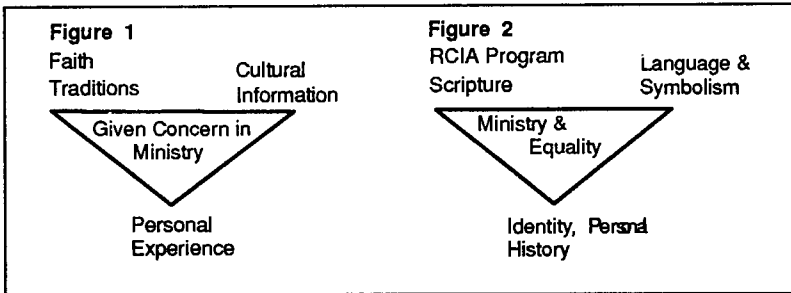 Figure 1
Faith
Traditions
Cultural
Information
Given Concern in
Ministry
Personal
Experience
Figure 2
RCIA Program
Scripture
Language &
Symbolism
Ministry &
Equality
Identity, Personal
History